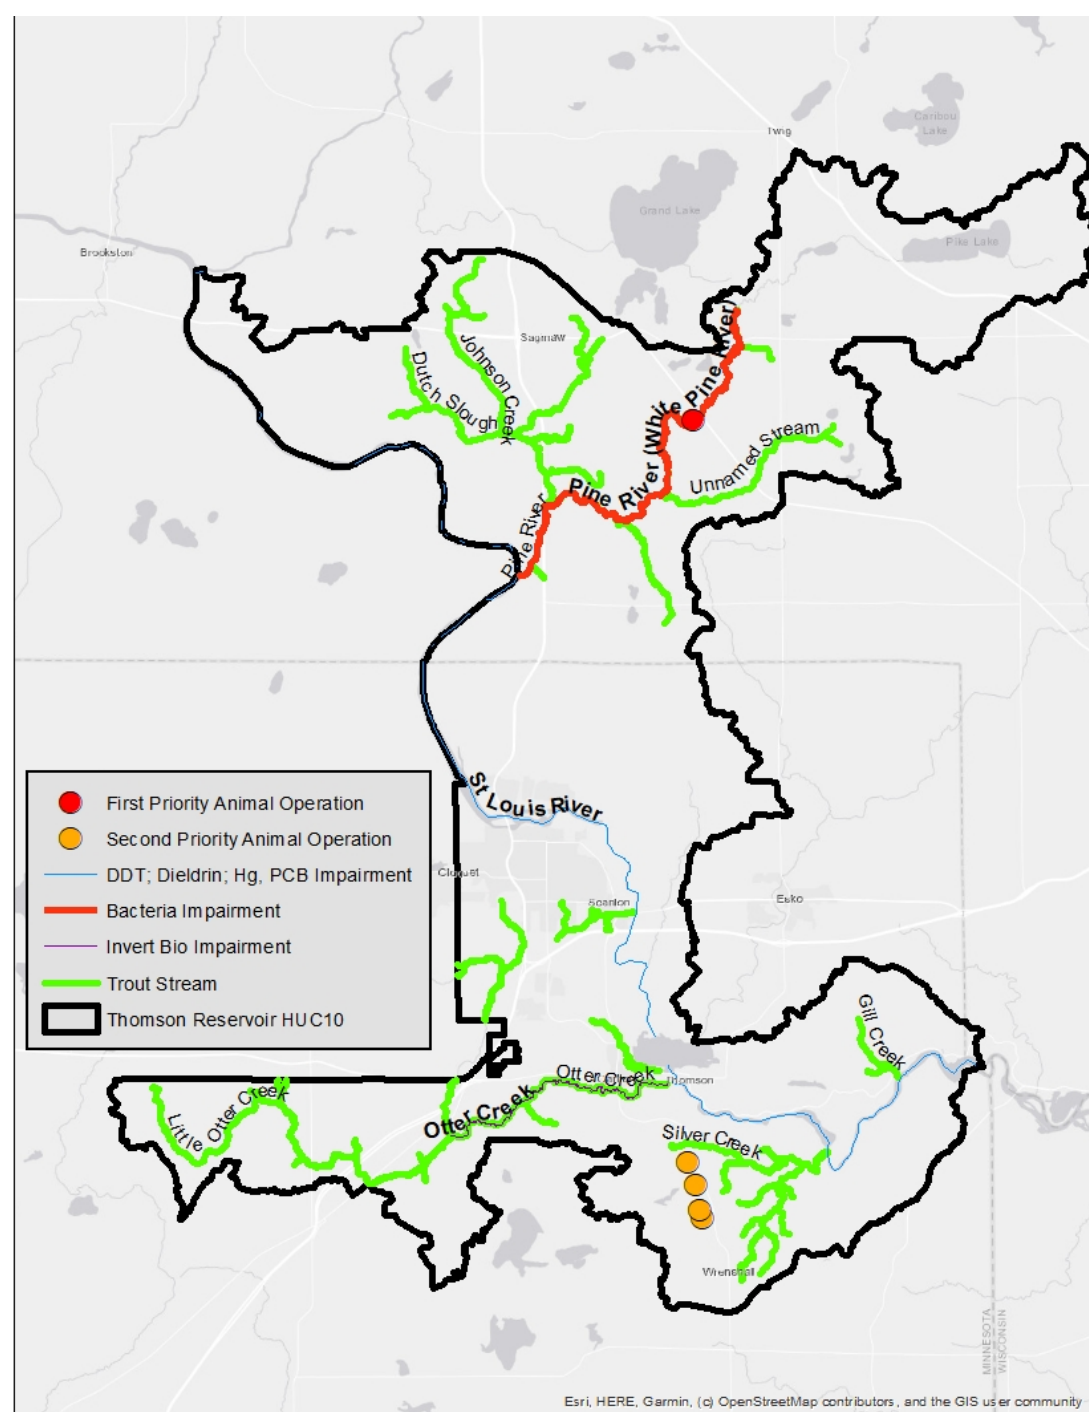 Twig
Caribou
Lake
Grand Lake
Pike Lake
Brookston
Saginaw
Johnson Creek
Dutch Slough
Pine River (White Pine River)
Unnamed Stream
Pine River
St Louis River
First Priority Animal Operation
Second Priority Animal Operation
DDT; Dieldrin; Hg, PCB Impairment
Bacteria Impairment
Invert Bio Impairment
Trout Stream
Thomson Reservoir HUC10
Cloquet
Scanlon
Esko
Gill Creek
Otter Creek
Thomson
Little Otter Creek
Otter Creek
Silver Creek
Wrenshall
MINNESOTA
WISCONSIN
Esri, HERE, Garmin, (c) OpenStreetMap contributors, and the GIS user community